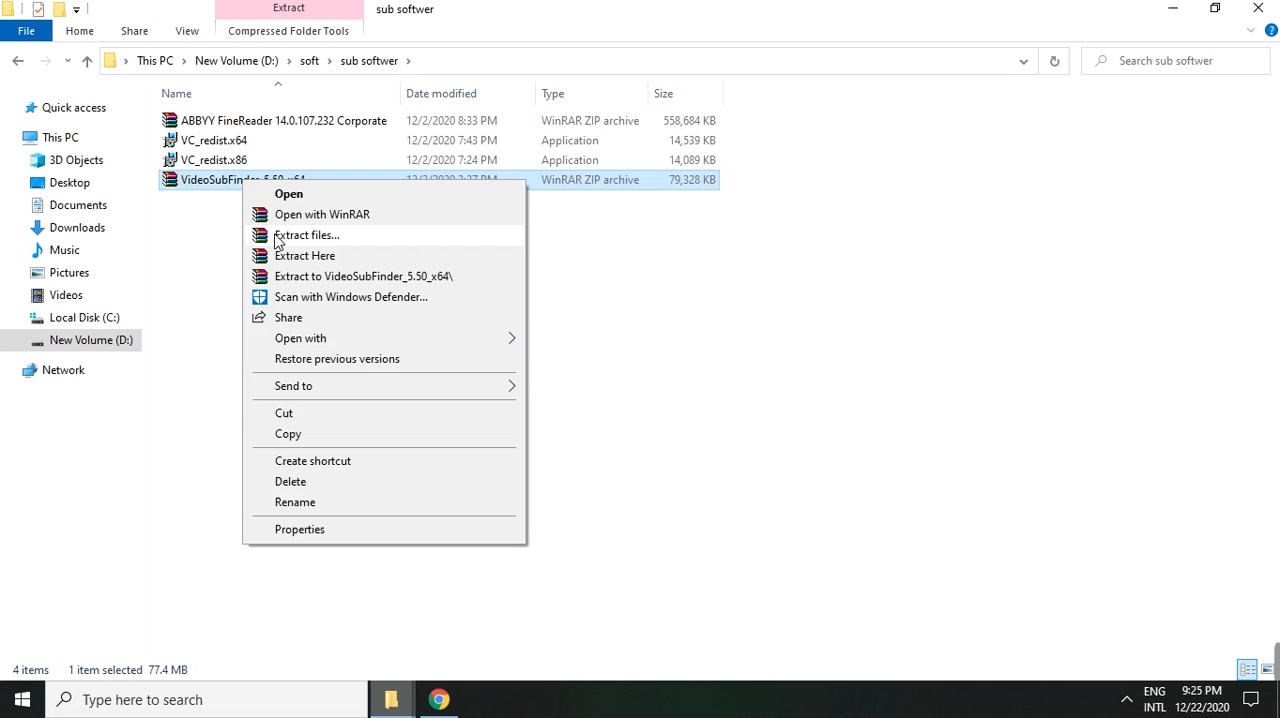 Extract
sub softwer
File
Home
Share
View
Compressed Folder Tools
This PC
New Volume (D:)
soft
sub softwer
Search sub softwer
Name
Date modified
Type
Size
ABBYY FineReader 14.0.107.232 Corporate
12/2/2020 8:33 PM
WinRAR ZIP archive
558,684 KB
VC_redist.x64
12/2/2020 7:43 PM
Application
14,539 KB
VC_redist.x86
12/2/2020 7:24 PM
Application
14,089 KB
VideoSubFinder_5.50_x64
WinRAR ZIP archive
79,328 KB
Quick access
This PC
3D Objects
Desktop
Documents
Downloads
Music
Pictures
Videos
Local Disk (C:)
New Volume (D:)
Network
Open
Open with WinRAR
Extract files...
Extract Here
Extract to VideoSubFinder_5.50_x64\
Scan with Windows Defender...
Share
Open with
Restore previous versions
Send to
Cut
Copy
Create shortcut
Delete
Rename
Properties
4 items
1 item selected 77.4 MB
Type here to search
ENG
INTL
9:25 PM
12/22/2020